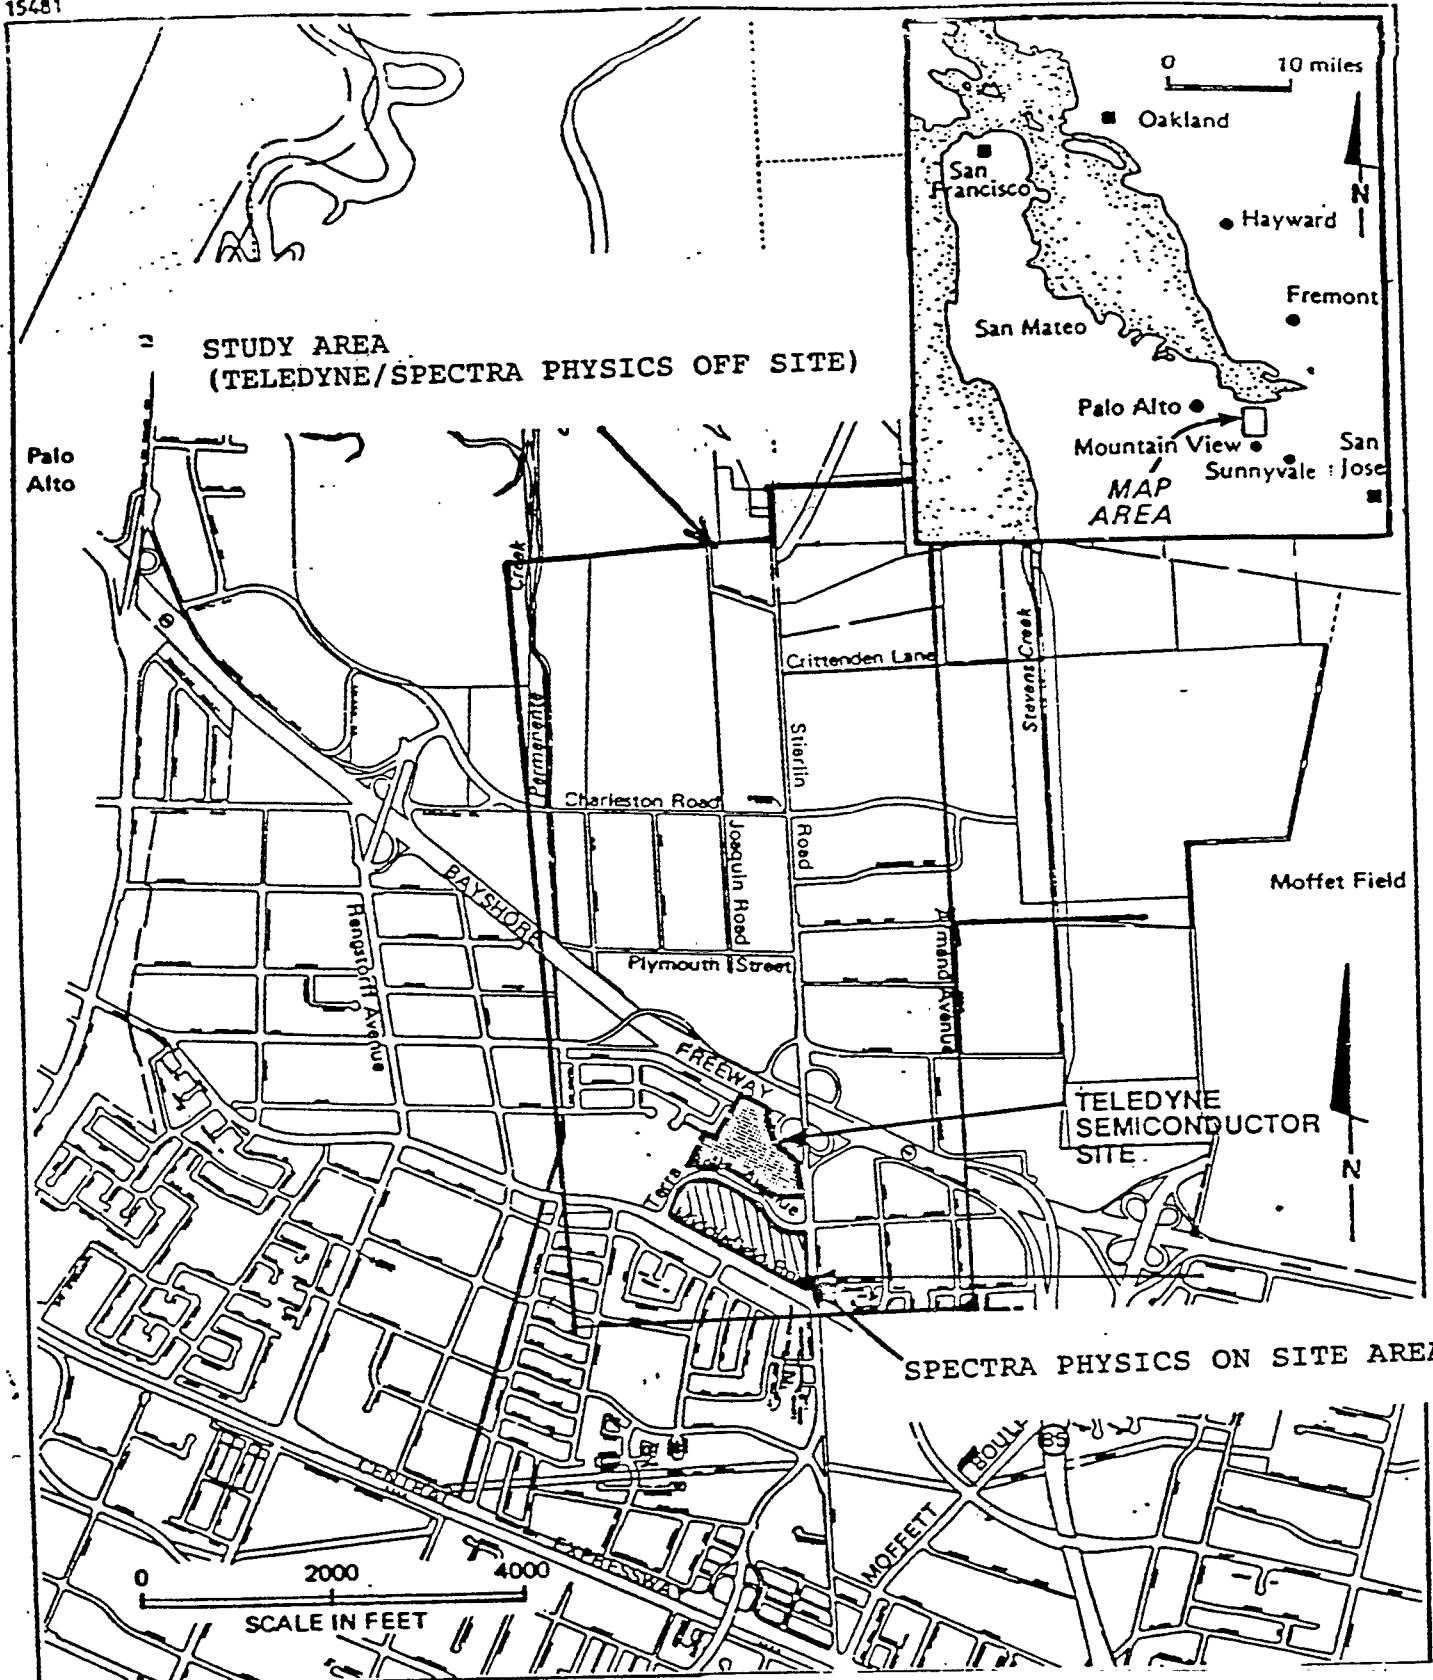 15481
0 10 miles
Oakland
San
Francisco
N
Hayward
Fremont
San Mateo
Palo Alto
Mountain View
Sunnyvale
San
Jose
MAP
AREA
STUDY AREA
(TELEDYNE/SPECTRA PHYSICS OFF SITE)
Palo
Alto
Creek
Permanente
Crittenden Lane
Stevens Creek
Stierlin
Road
Charleston Road
Joaquin Road
BAYSHORE
FREEWAY
Moffet Field
Rengstorff Avenue
Plymouth Street
Avenue
TELEDYNE
SEMICONDUCTOR
SITE
N
Terra
SPECTRA PHYSICS ON SITE AREA
85
CENTRAL
EXPRESSWAY
MOFFETT
BOUL
0 2000 4000
SCALE IN FEET